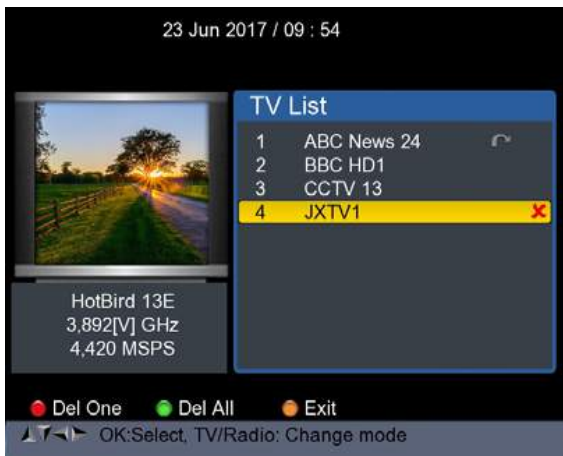 23 Jun 2017 / 09 : 54
TV List
1 ABC News 24
2 BBC HD1
3 CCTV 13
4 JXTV1
HotBird 13E
3,892[V] GHz
4,420 MSPS
Del One Del All Exit
OK:Select, TV/Radio: Change mode